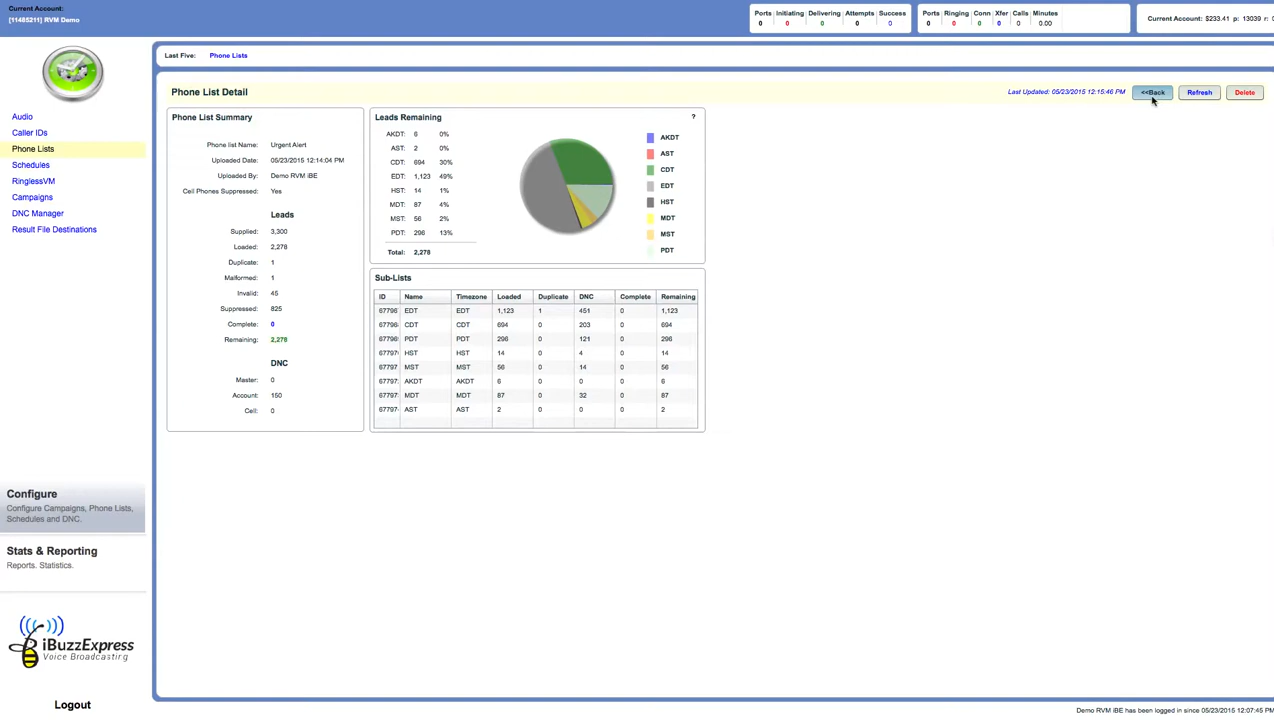 Current Account:
[11485211] RVM Demo
Ports Initiating Delivering Attempts Success
0 0 0 0 0
Ports Ringing Conn Xfer Calls Minutes
0 0 0 0 0 0.00
Current Account: $233.41 p: 13039 r:
Last Five: Phone Lists
Audio
Caller IDs
Phone Lists
Schedules
RinglessVM
Campaigns
DNC Manager
Result File Destinations
Configure
Configure Campaigns, Phone Lists,
Schedules and DNC.
Stats & Reporting
Reports. Statistics.
iBuzzExpress
Voice Broadcasting
Logout
Phone List Detail
Last Updated: 05/23/2015 12:15:46 PM
<<Back
Refresh
Delete
Phone List Summary
Phone list Name: Urgent Alert
Uploaded Date: 05/23/2015 12:14:04 PM
Uploaded By: Demo RVM iBE
Cell Phones Suppressed: Yes
Leads
Supplied: 3,300
Loaded: 2,278
Duplicate: 1
Malformed: 1
Invalid: 45
Suppressed: 825
Complete: 0
Remaining: 2,278
DNC
Master: 0
Account: 150
Cell: 0
Leads Remaining ?
AKDT: 6 0%
AST: 2 0%
CDT: 694 30%
EDT: 1,123 49%
HST: 14 1%
MDT: 87 4%
MST: 56 2%
PDT: 296 13%
Total: 2,278
AKDT
AST
CDT
EDT
HST
MDT
MST
PDT
Sub-Lists
ID Name Timezone Loaded Duplicate DNC Complete Remaining
EDT EDT 1,123 1 451 0 1,123
CDT CDT 694 0 203 0 694
PDT PDT 296 0 121 0 296
HST HST 14 0 4 0 14
MST MST 56 0 14 0 56
AKDT AKDT 6 0 0 0 6
MDT MDT 87 0 32 0 87
AST AST 2 0 0 0 2
Demo RVM iBE has been logged in since 05/23/2015 12:07:45 PM